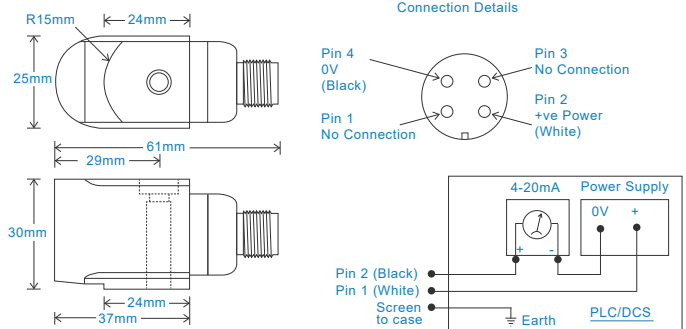 Connection Details
R15mm
24mm
25mm
61mm
29mm
Pin 4
0V
(Black)
Pin 3
No Connection
Pin 1
No Connection
Pin 2
+ve Power
(White)
30mm
24mm
37mm
4-20mA
Power Supply
0V +
+ -
Pin 2 (Black)
Pin 1 (White)
Screen
to case
Earth
PLC/DCS